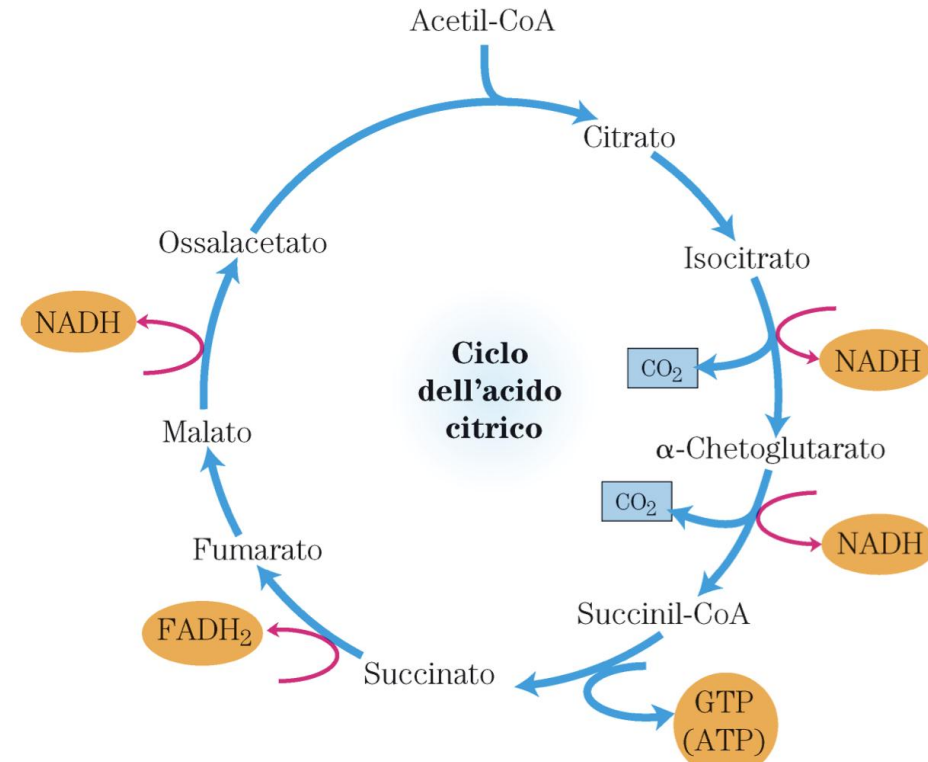 Acetil-CoA
Citrato
Ossalacetato
Isocitrato
NADH
Ciclo
dell'acido
citrico
CO₂
NADH
Malato
α-Chetoglutarato
CO₂
NADH
Fumarato
Succinil-CoA
FADH₂
Succinato
GTP
(ATP)